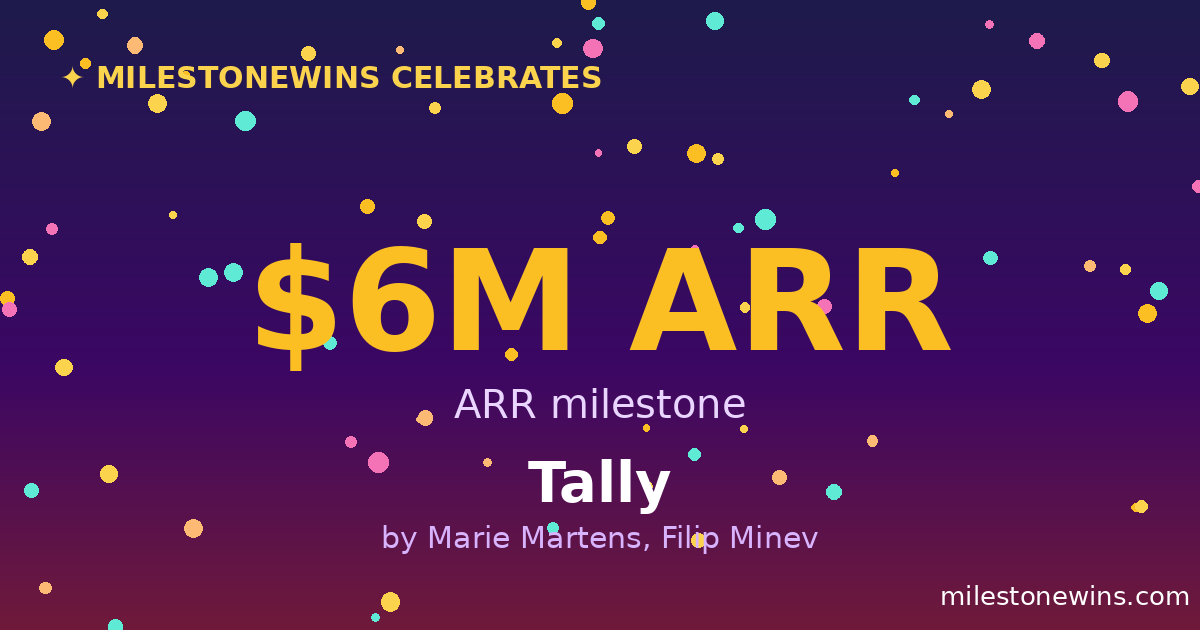 ✦ MILESTONEWINS CELEBRATES
$6M ARR
ARR milestone
Tally
by Marie Martens, Filip Minev
milestonewins.com